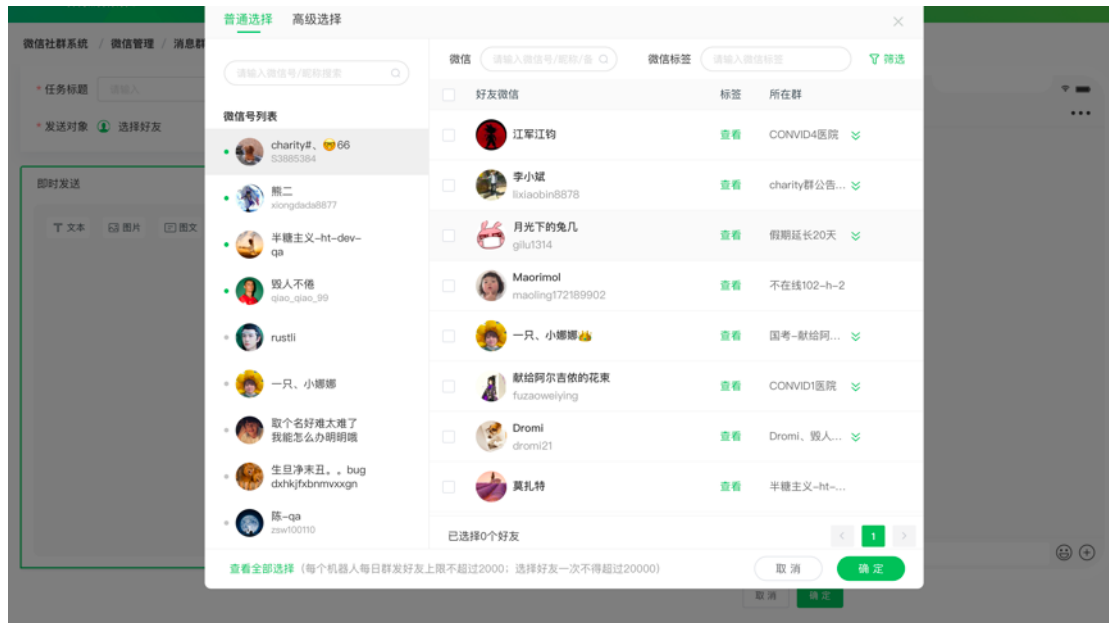 微信社群系统 / 微信管理 / 消息群
* 任务标题 请输入
* 发送对象 选择好友
即时发送
文本 图片 图文
普通选择 高级选择
请输入微信号/昵称搜索
微信号列表
charity#、🤠66
S3885384
熊二
xiongdada8877
半糖主义-ht-dev-
qa
毁人不倦
qiao_qiao_99
rustli
一只、小娜娜
取个名好难太难了
我能怎么办明明哦
生旦净末丑。。bug
dxhkjfxbnmvxxgn
陈-qa
zsw100110
微信 请输入微信号/昵称/备 微信标签 请输入微信标签 筛选
好友微信 标签 所在群
江军江钧 查看 CONVID4医院
李小斌
lixiaobin8878 查看 charity群公告...
月光下的兔几
gilu1314 查看 假期延长20天
Maorimol
maoling172189902 查看 不在线102-h-2
一只、小娜娜👑 查看 国考-献给阿...
献给阿尔吉侬的花束
fuzaoweiying 查看 CONVID1医院
Dromi
dromi21 查看 Dromi、毁人...
莫扎特 查看 半糖主义-ht-...
已选择0个好友
1
查看全部选择 (每个机器人每日群发好友上限不超过2000；选择好友一次不得超过20000)
取消 确定
取消 确定